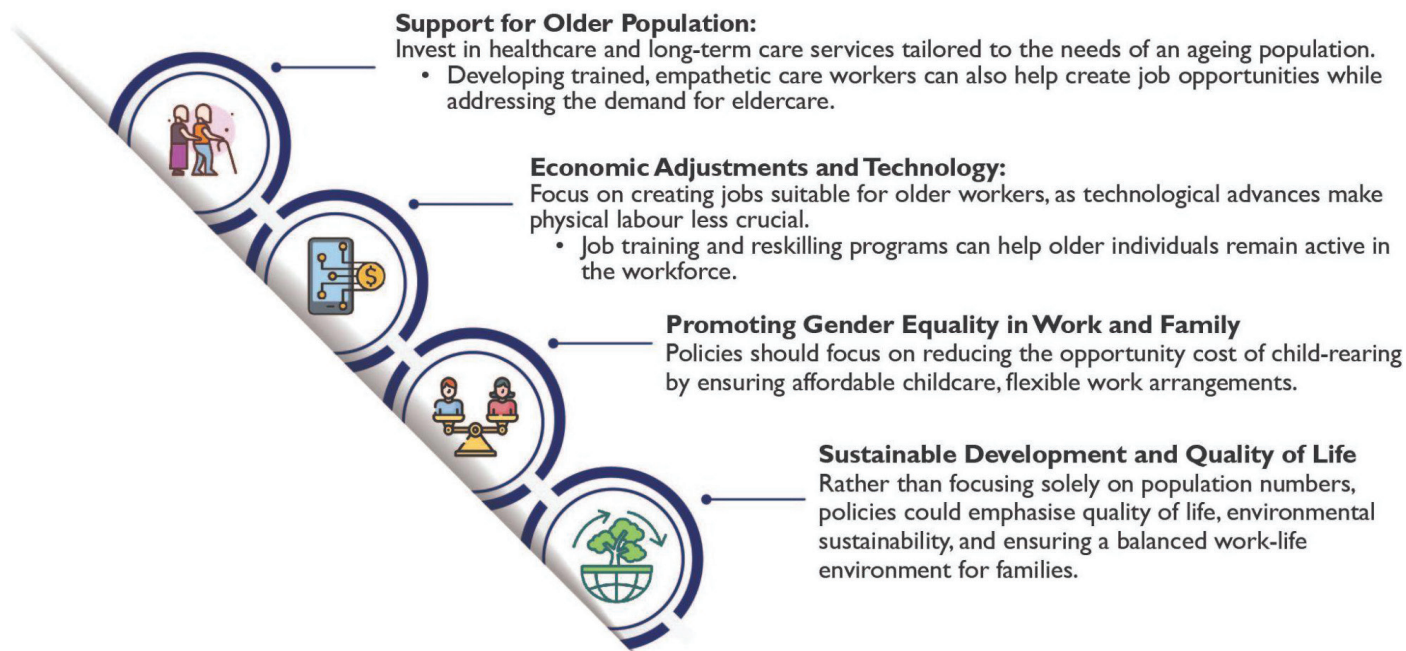 Support for Older Population:
Invest in healthcare and long-term care services tailored to the needs of an ageing population.
• Developing trained, empathetic care workers can also help create job opportunities while
addressing the demand for eldercare.
Economic Adjustments and Technology:
Focus on creating jobs suitable for older workers, as technological advances make
physical labour less crucial.
• Job training and reskilling programs can help older individuals remain active in
the workforce.
Promoting Gender Equality in Work and Family
Policies should focus on reducing the opportunity cost of child-rearing
by ensuring affordable childcare, flexible work arrangements.
Sustainable Development and Quality of Life
Rather than focusing solely on population numbers,
policies could emphasise quality of life, environmental
sustainability, and ensuring a balanced work-life
environment for families.
$